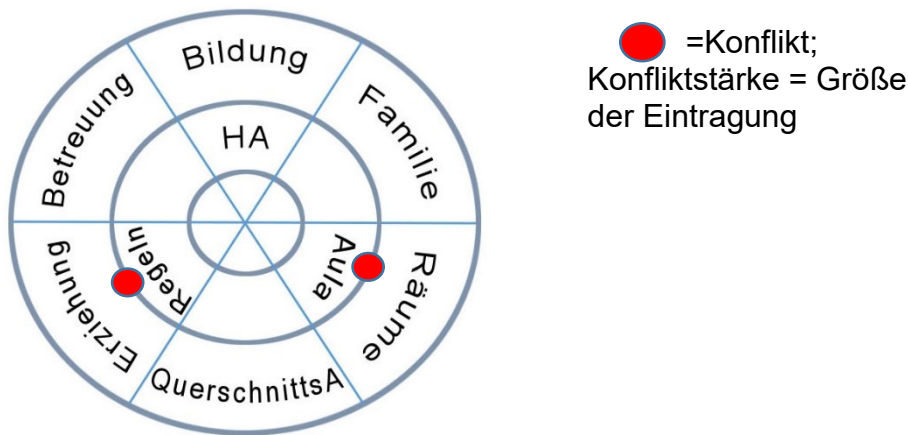 Bildung
Familie
Räume
QuerschnittsA
Erziehung
Betreuung
HA
Aula
Regeln
=Konflikt;
Konfliktstärke = Größe
der Eintragung